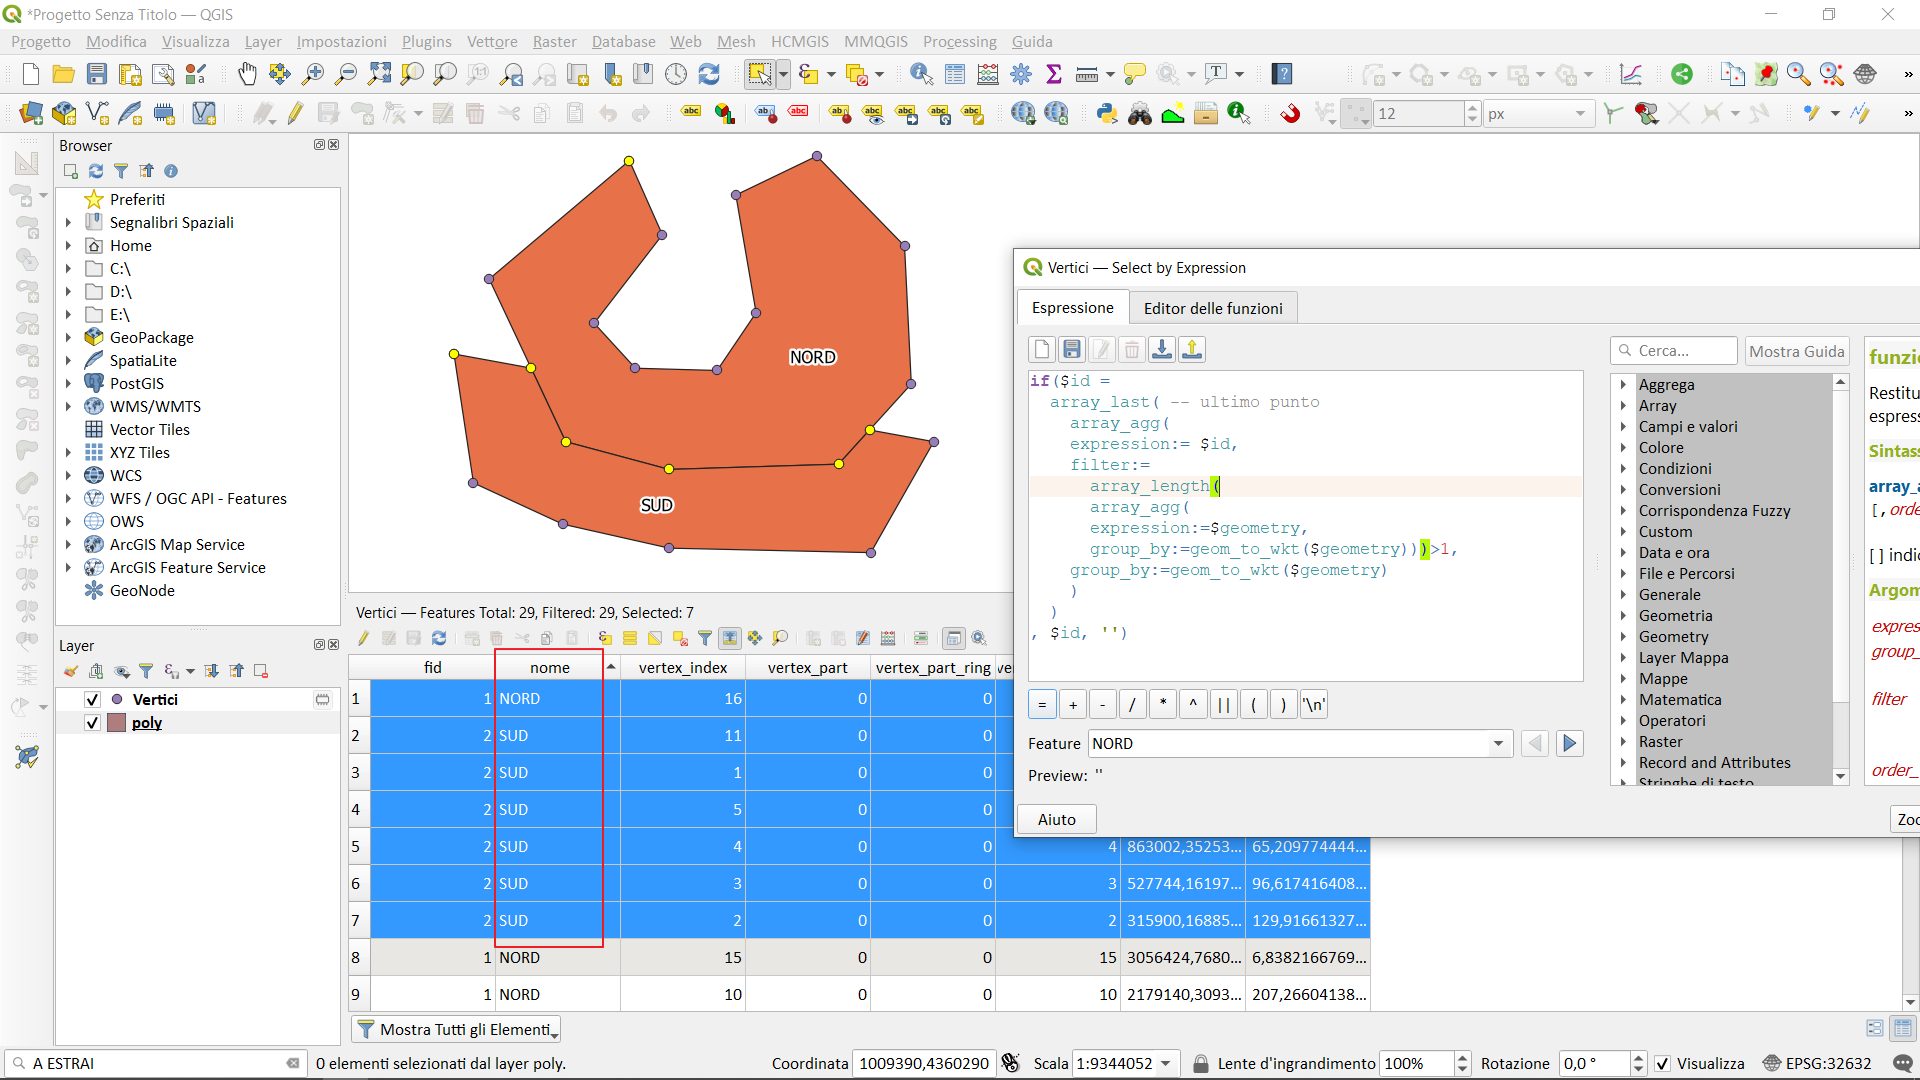 *Progetto Senza Titolo — QGIS
Progetto Modifica Visualizza Layer Impostazioni Plugins Vettore Raster Database Web Mesh HCMGIS MMQGIS Processing Guida
12 px
Browser
Preferiti
Segnalibri Spaziali
Home
C:\
D:\
E:\
GeoPackage
SpatiaLite
PostGIS
WMS/WMTS
Vector Tiles
XYZ Tiles
WCS
WFS / OGC API - Features
OWS
ArcGIS Map Service
ArcGIS Feature Service
GeoNode
Layer
Vertici
poly
NORD
SUD
Vertici — Select by Expression
Espressione Editor delle funzioni
if($id =
array_last( -- ultimo punto
array_agg(
expression:= $id,
filter:=
array_length(
array_agg(
expression:=$geometry,
group_by:=geom_to_wkt($geometry)))>1,
group_by:=geom_to_wkt($geometry)
)
)
, $id, '')
= + - / * ^ || ( ) '\n'
Feature NORD
Preview: ''
Aiuto
Cerca... Mostra Guida
Aggrega
Array
Campi e valori
Colore
Condizioni
Conversioni
Corrispondenza Fuzzy
Custom
Data e ora
File e Percorsi
Generale
Geometria
Geometry
Layer Mappa
Mappe
Matematica
Operatori
Raster
Record and Attributes
Stringhe di testo
funzi
Restitu
espress
Sintas
array_a
[,orde
[ ] indic
Argom
expres
group_
filter
order_
Zoo
Vertici — Features Total: 29, Filtered: 29, Selected: 7
fid nome vertex_index vertex_part vertex_part_ring ve
1 1 NORD 16 0 0
2 2 SUD 11 0 0
3 2 SUD 1 0 0
4 2 SUD 5 0 0
5 2 SUD 4 0 0 4 863002,35253... 65,209774444...
6 2 SUD 3 0 0 3 527744,16197... 96,617416408...
7 2 SUD 2 0 0 2 315900,16885... 129,91661327...
8 1 NORD 15 0 0 15 3056424,7680... 6,8382166769...
9 1 NORD 10 0 0 10 2179140,3093... 207,26604138...
Mostra Tutti gli Elementi
A ESTRAI 0 elementi selezionati dal layer poly. Coordinata 1009390,4360290 Scala 1:9344052 Lente d'ingrandimento 100% Rotazione 0,0 ° Visualizza EPSG:32632